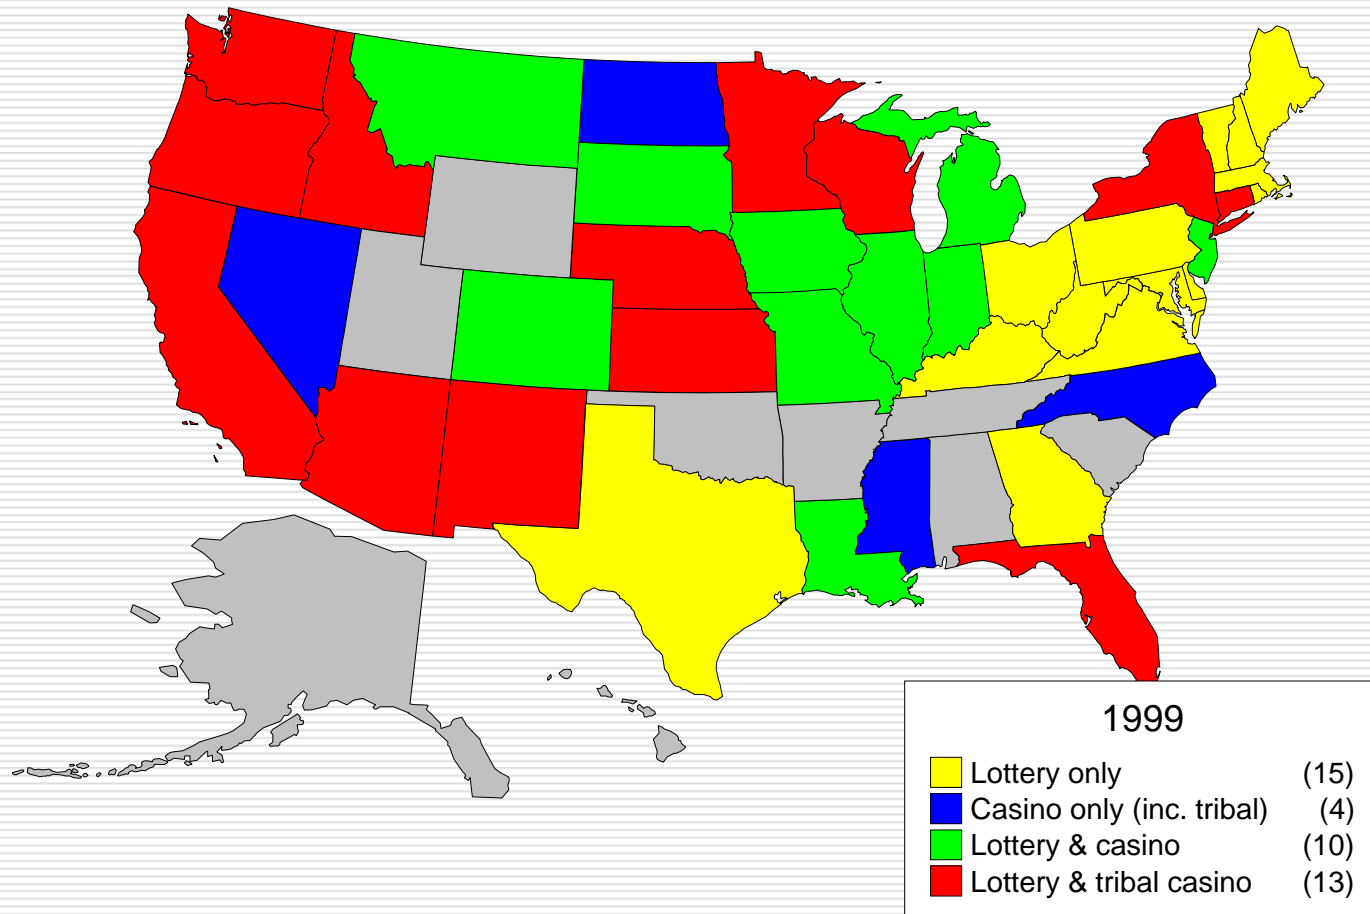 1999
Lottery only (15)
Casino only (inc. tribal) (4)
Lottery & casino (10)
Lottery & tribal casino (13)